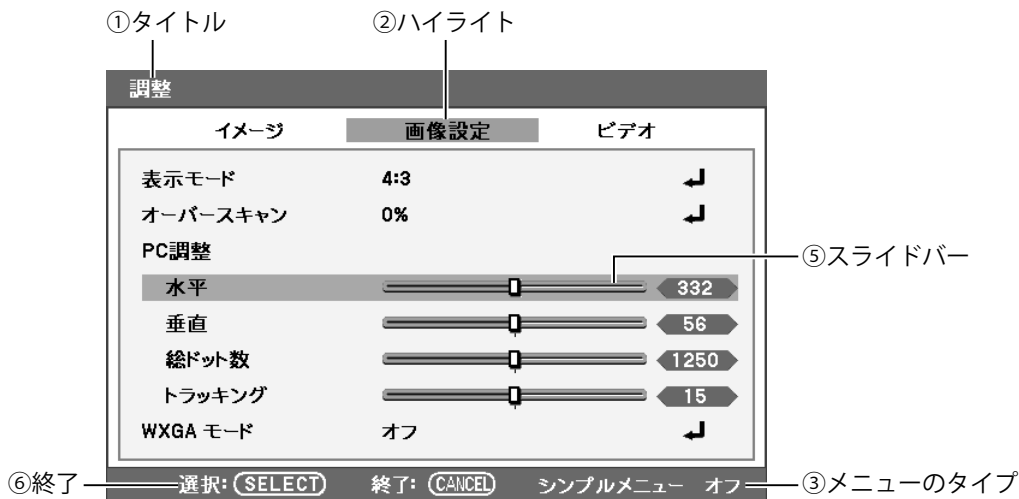 ①タイトル ②ハイライト
調整
イメージ 画像設定 ビデオ
表示モード 4:3
オーバースキャン 0%
PC調整
⑤スライドバー
水平 332
垂直 56
総ドット数 1250
トラッキング 15
WXGA モード オフ
⑥終了 選択:SELECT 終了:CANCEL シンプルメニュー オフ ③メニューのタイプ